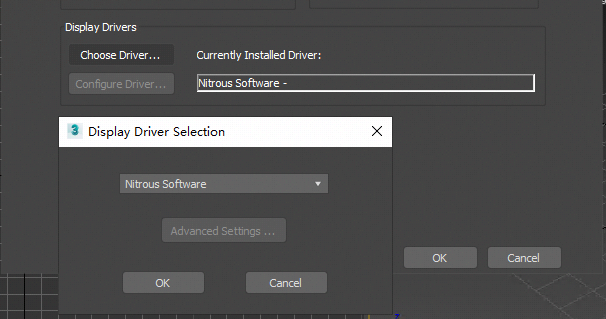 Display Drivers
Choose Driver...
Currently Installed Driver:
Configure Driver...
Nitrous Software -
3 Display Driver Selection
Nitrous Software
Advanced Settings ...
OK Cancel
OK Cancel